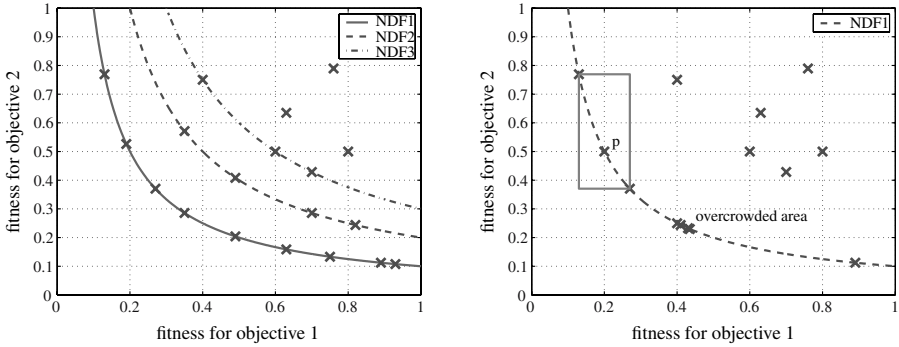 1
0.9
0.8
0.7
0.6
0.5
0.4
0.3
0.2
0.1
0
0 0.2 0.4 0.6 0.8 1
fitness for objective 1
fitness for objective 2
NDF1
NDF2
NDF3
1
0.9
0.8
0.7
0.6
0.5
0.4
0.3
0.2
0.1
0
0 0.2 0.4 0.6 0.8 1
fitness for objective 1
fitness for objective 2
NDF1
p
overcrowded area